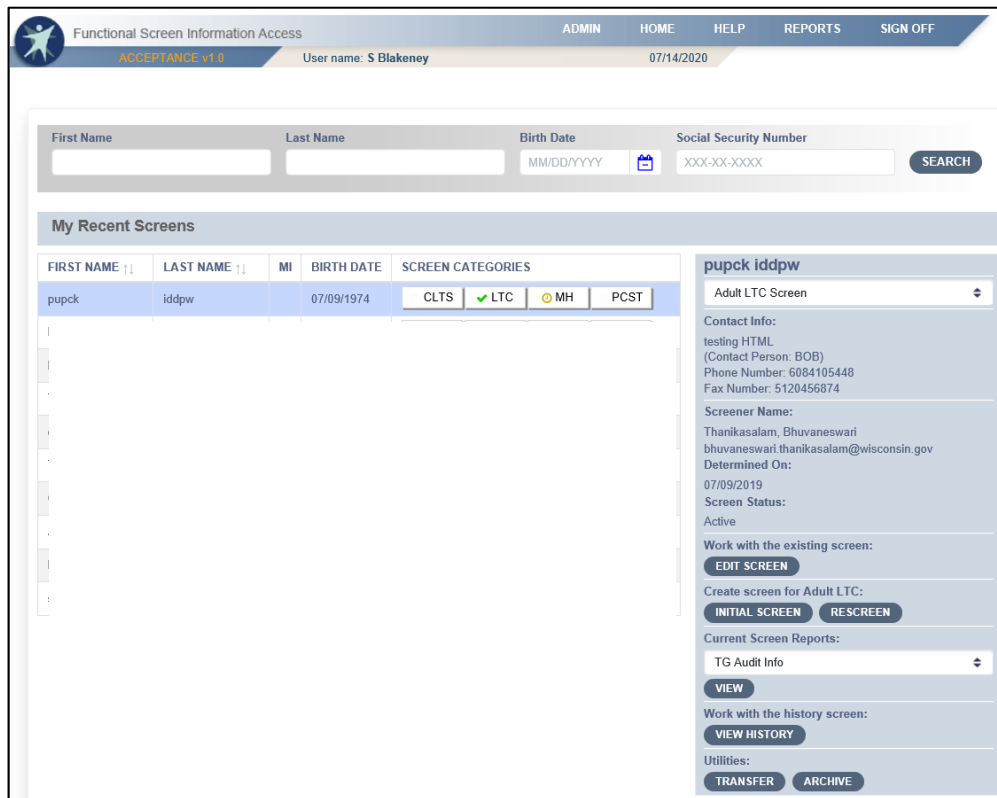 Functional Screen Information Access
ADMIN HOME HELP REPORTS SIGN OFF
ACCEPTANCE v1.0 User name: S Blakeney 07/14/2020
First Name Last Name Birth Date Social Security Number
MM/DD/YYYY XXX-XX-XXXX SEARCH
My Recent Screens
FIRST NAME LAST NAME MI BIRTH DATE SCREEN CATEGORIES
pupck iddpw 07/09/1974 CLTS LTC MH PCST
pupck iddpw
Adult LTC Screen
Contact Info:
testing HTML
(Contact Person: BOB)
Phone Number: 6084105448
Fax Number: 5120456874
Screener Name:
Thanikasalam, Bhuvaneswari
bhuvaneswari.thanikasalam@wisconsin.gov
Determined On:
07/09/2019
Screen Status:
Active
Work with the existing screen:
EDIT SCREEN
Create screen for Adult LTC:
INITIAL SCREEN RESCREEN
Current Screen Reports:
TG Audit Info
VIEW
Work with the history screen:
VIEW HISTORY
Utilities:
TRANSFER ARCHIVE